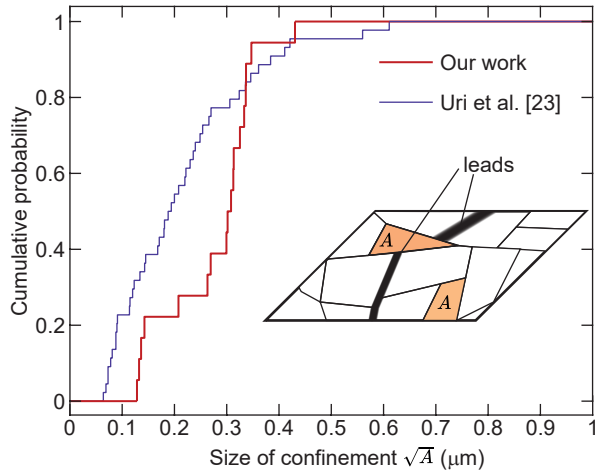 Cumulative probability
1
0.8
0.6
0.4
0.2
0
Our work
Uri et al. [23]
leads
A
A
0 0.1 0.2 0.3 0.4 0.5 0.6 0.7 0.8 0.9 1
Size of confinement √A (μm)